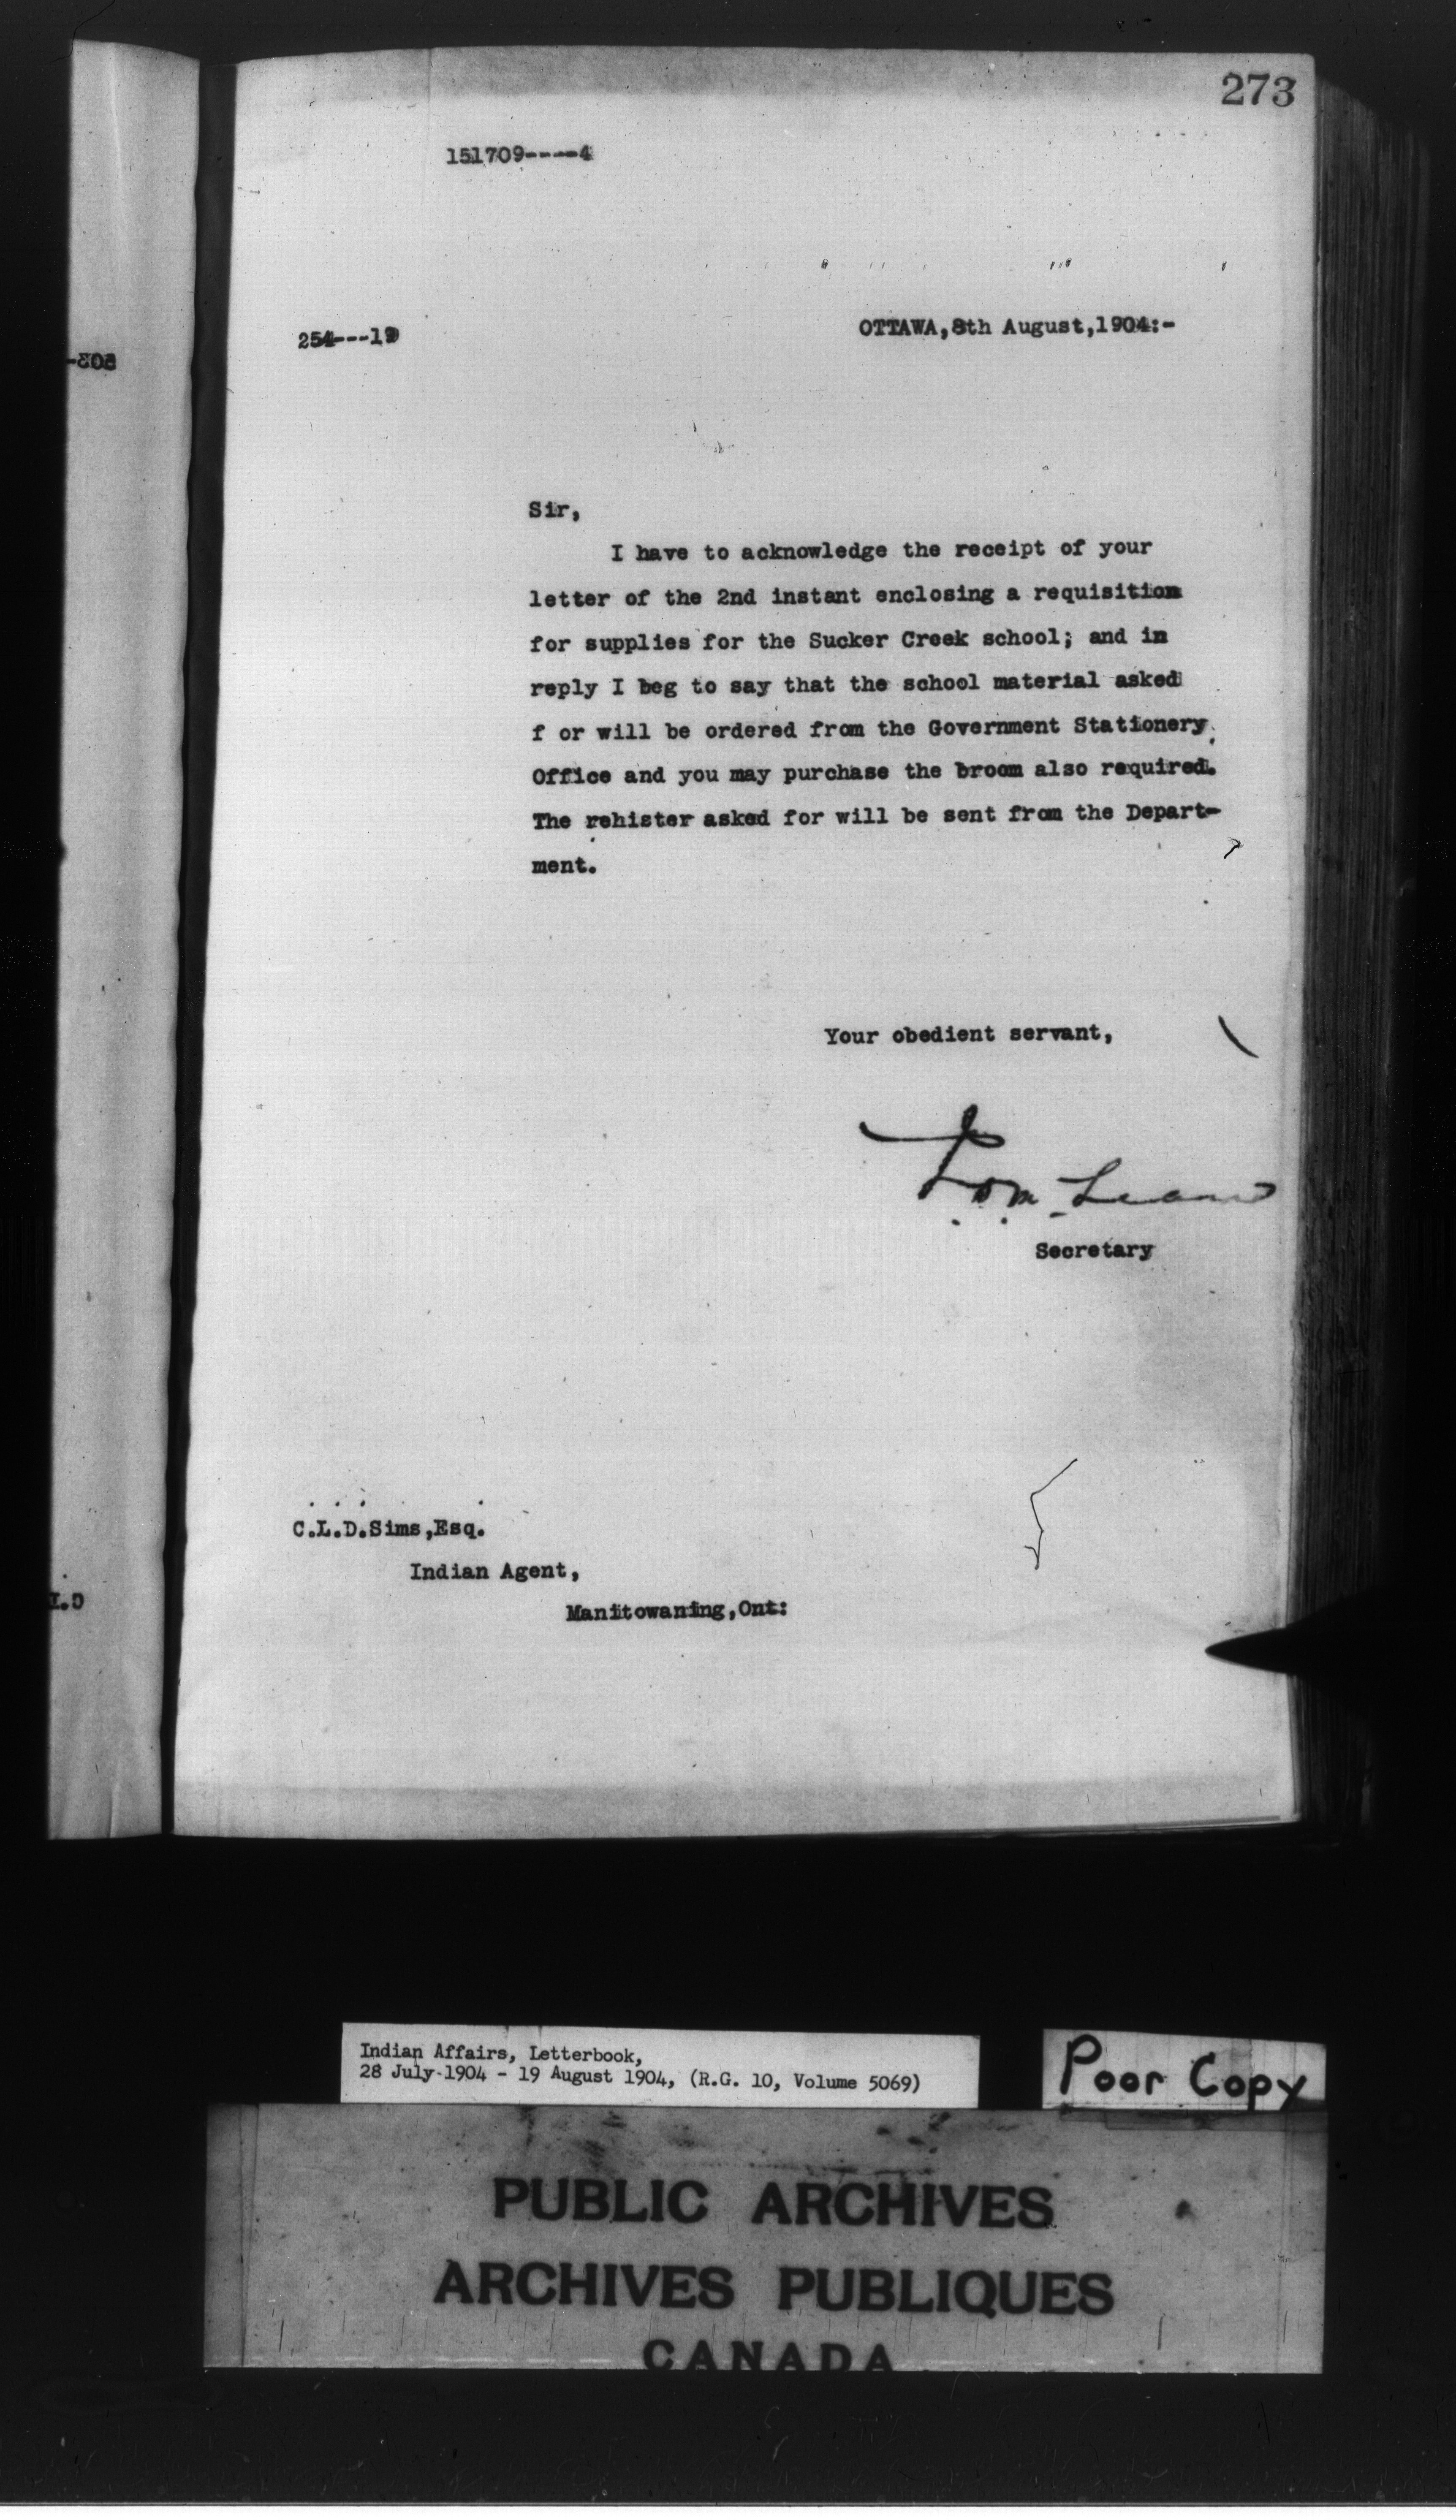 273
151709-----4
254---19
OTTAWA,8th August,1904:-
Sir,
I have to acknowledge the receipt of your
letter of the 2nd instant enclosing a requisition
for supplies for the Sucker Creek school; and in
reply I beg to say that the school material asked
f or will be ordered from the Government Stationery
Office and you may purchase the broom also required.
The rehister asked for will be sent from the Depart-
ment.
Your obedient servant,
Secretary
C.L.D.Sims,Esq.
Indian Agent,
Manitowaning,Ont:
Indian Affairs, Letterbook,
28 July 1904 - 19 August 1904, (R.G. 10, Volume 5069)
Poor Copy
PUBLIC ARCHIVES
ARCHIVES PUBLIQUES
CANADA